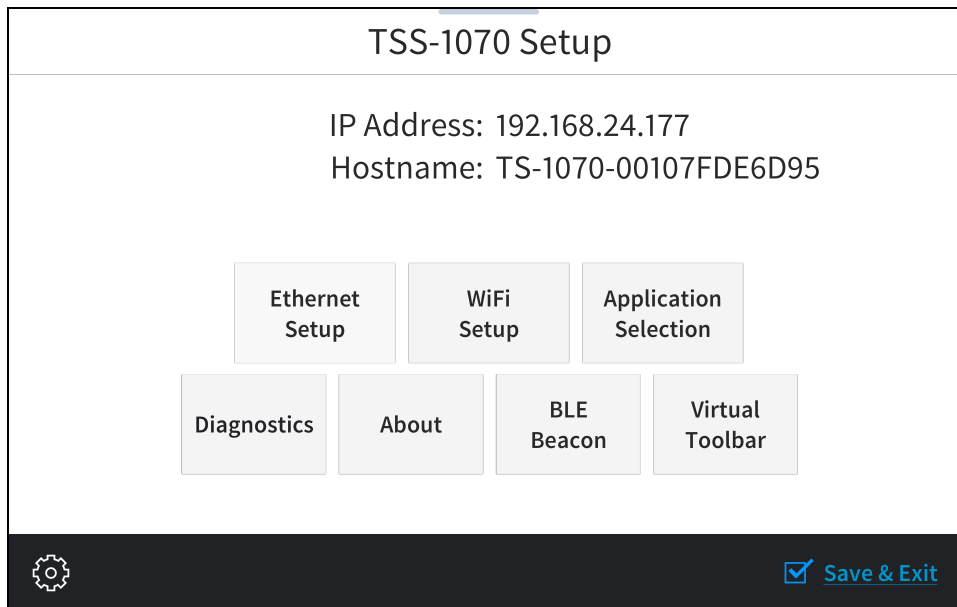 TSS-1070 Setup
IP Address: 192.168.24.177
Hostname: TS-1070-00107FDE6D95
Ethernet
Setup
WiFi
Setup
Application
Selection
Diagnostics
About
BLE
Beacon
Virtual
Toolbar
Save & Exit